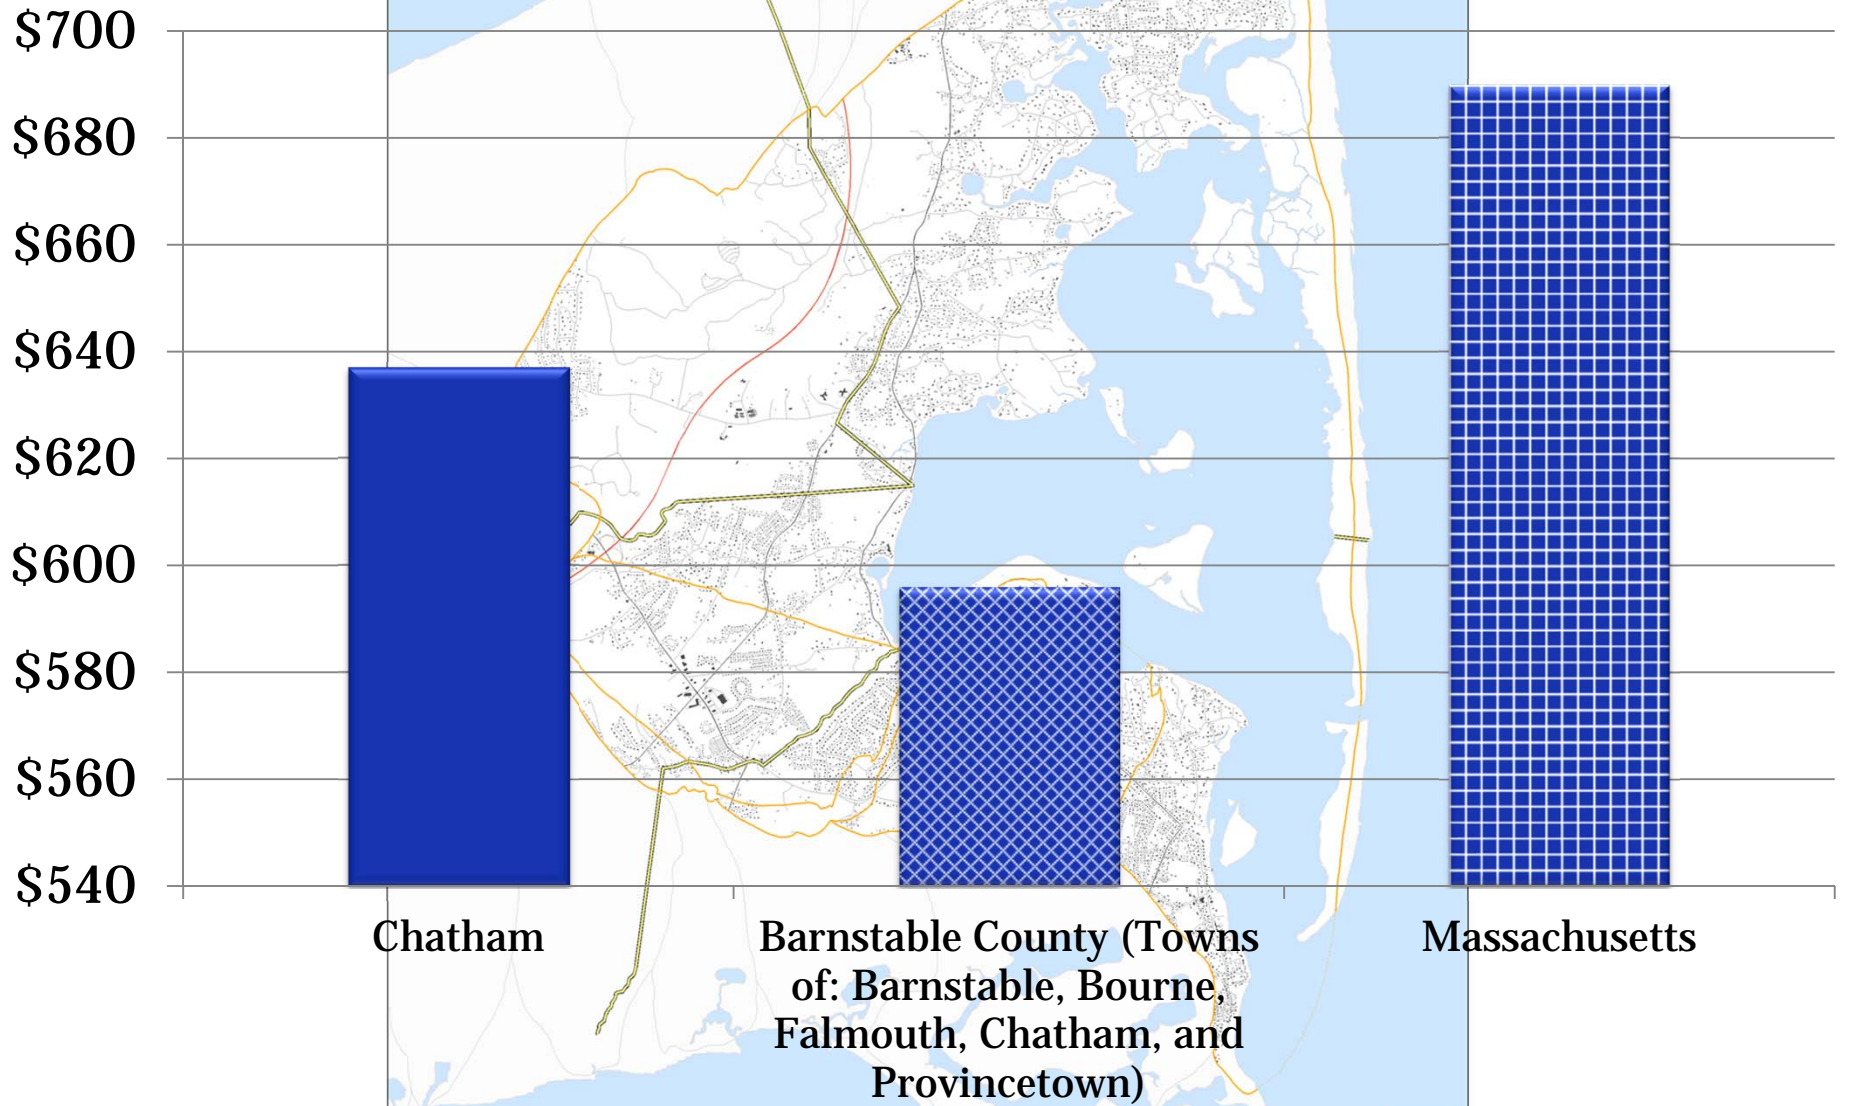 $700
$680
$660
$640
$620
$600
$580
$560
$540
Chatham
Barnstable County (Towns
of: Barnstable, Bourne,
Falmouth, Chatham, and
Provincetown)
Massachusetts